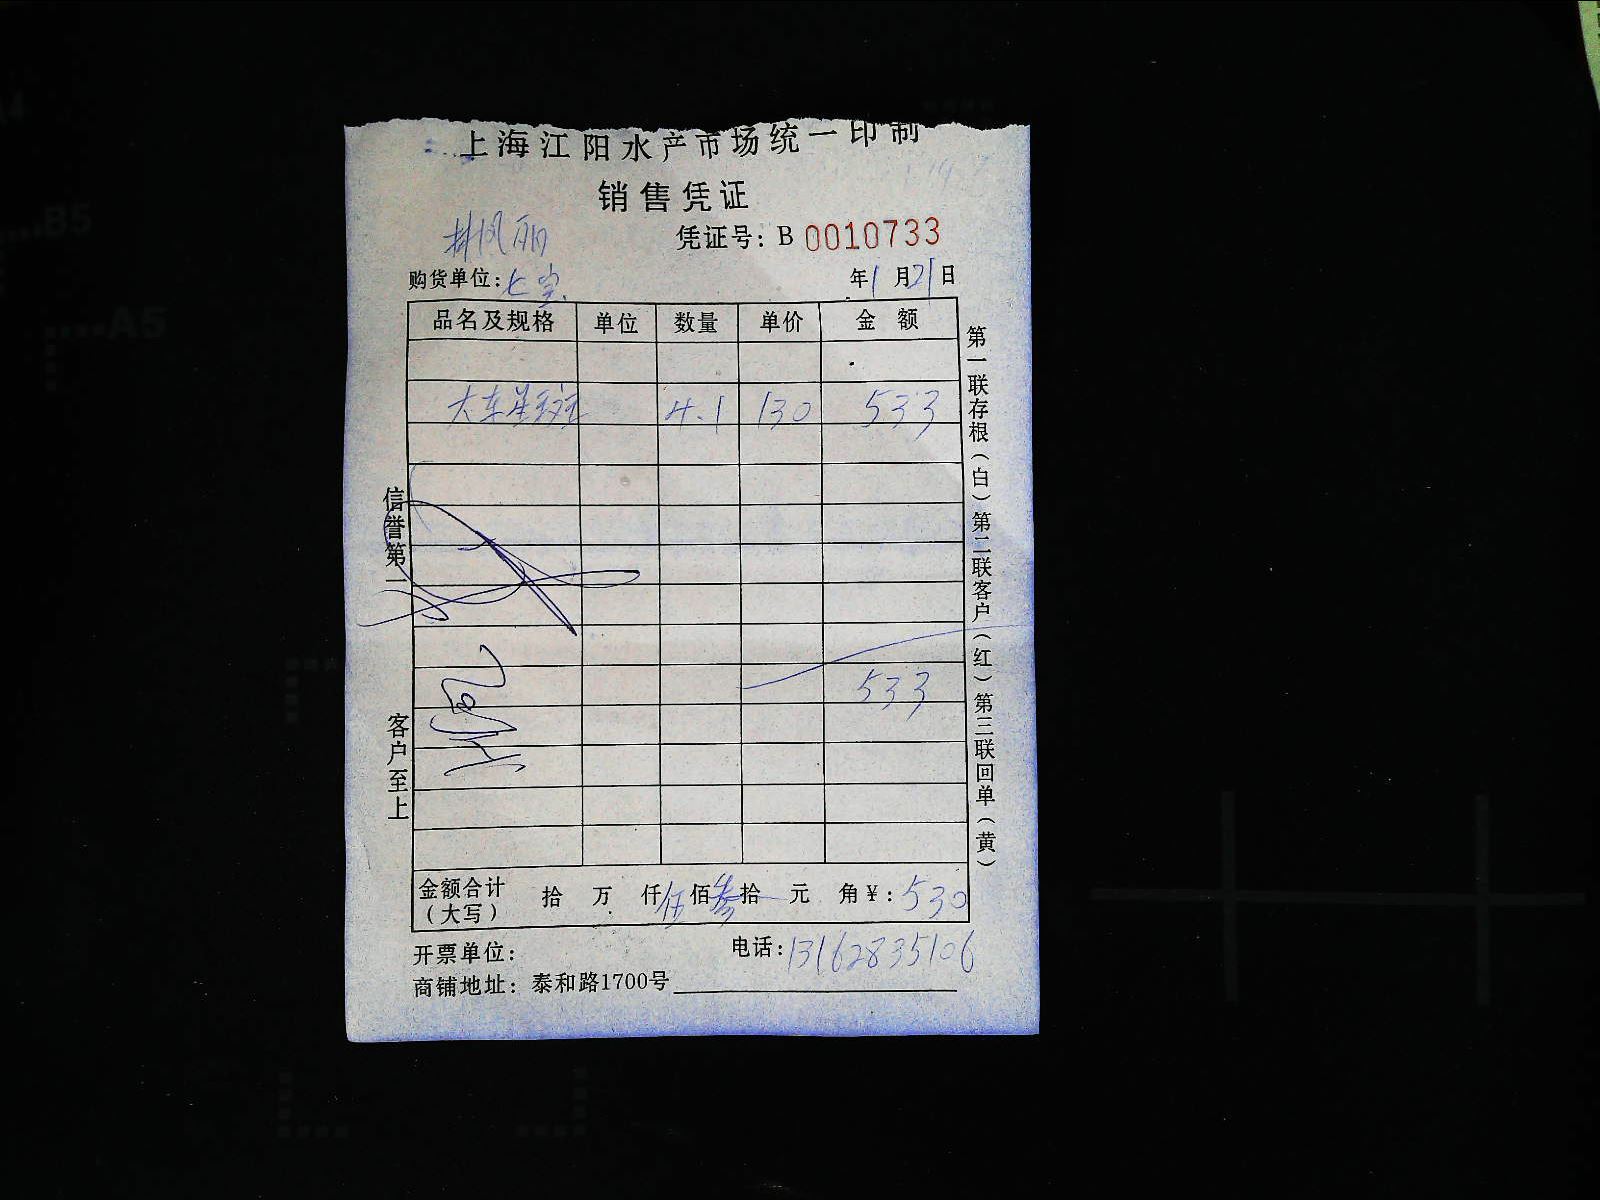 上海江阳水产市场统一印制
销售凭证
林凤丽
凭证号：B 0010733
购货单位：七宝 年1月21日
品名及规格 单位 数量 单价 金额
大东星斑 4.1 130 533
533
金额合计（大写） 拾 万 仟伍佰叁拾 元 角¥：530
开票单位： 电话：13162835106
商铺地址：泰和路1700号
信誉第一
客户至上
第一联存根（白）第二联客户（红）第三联回单（黄）
B5
A5